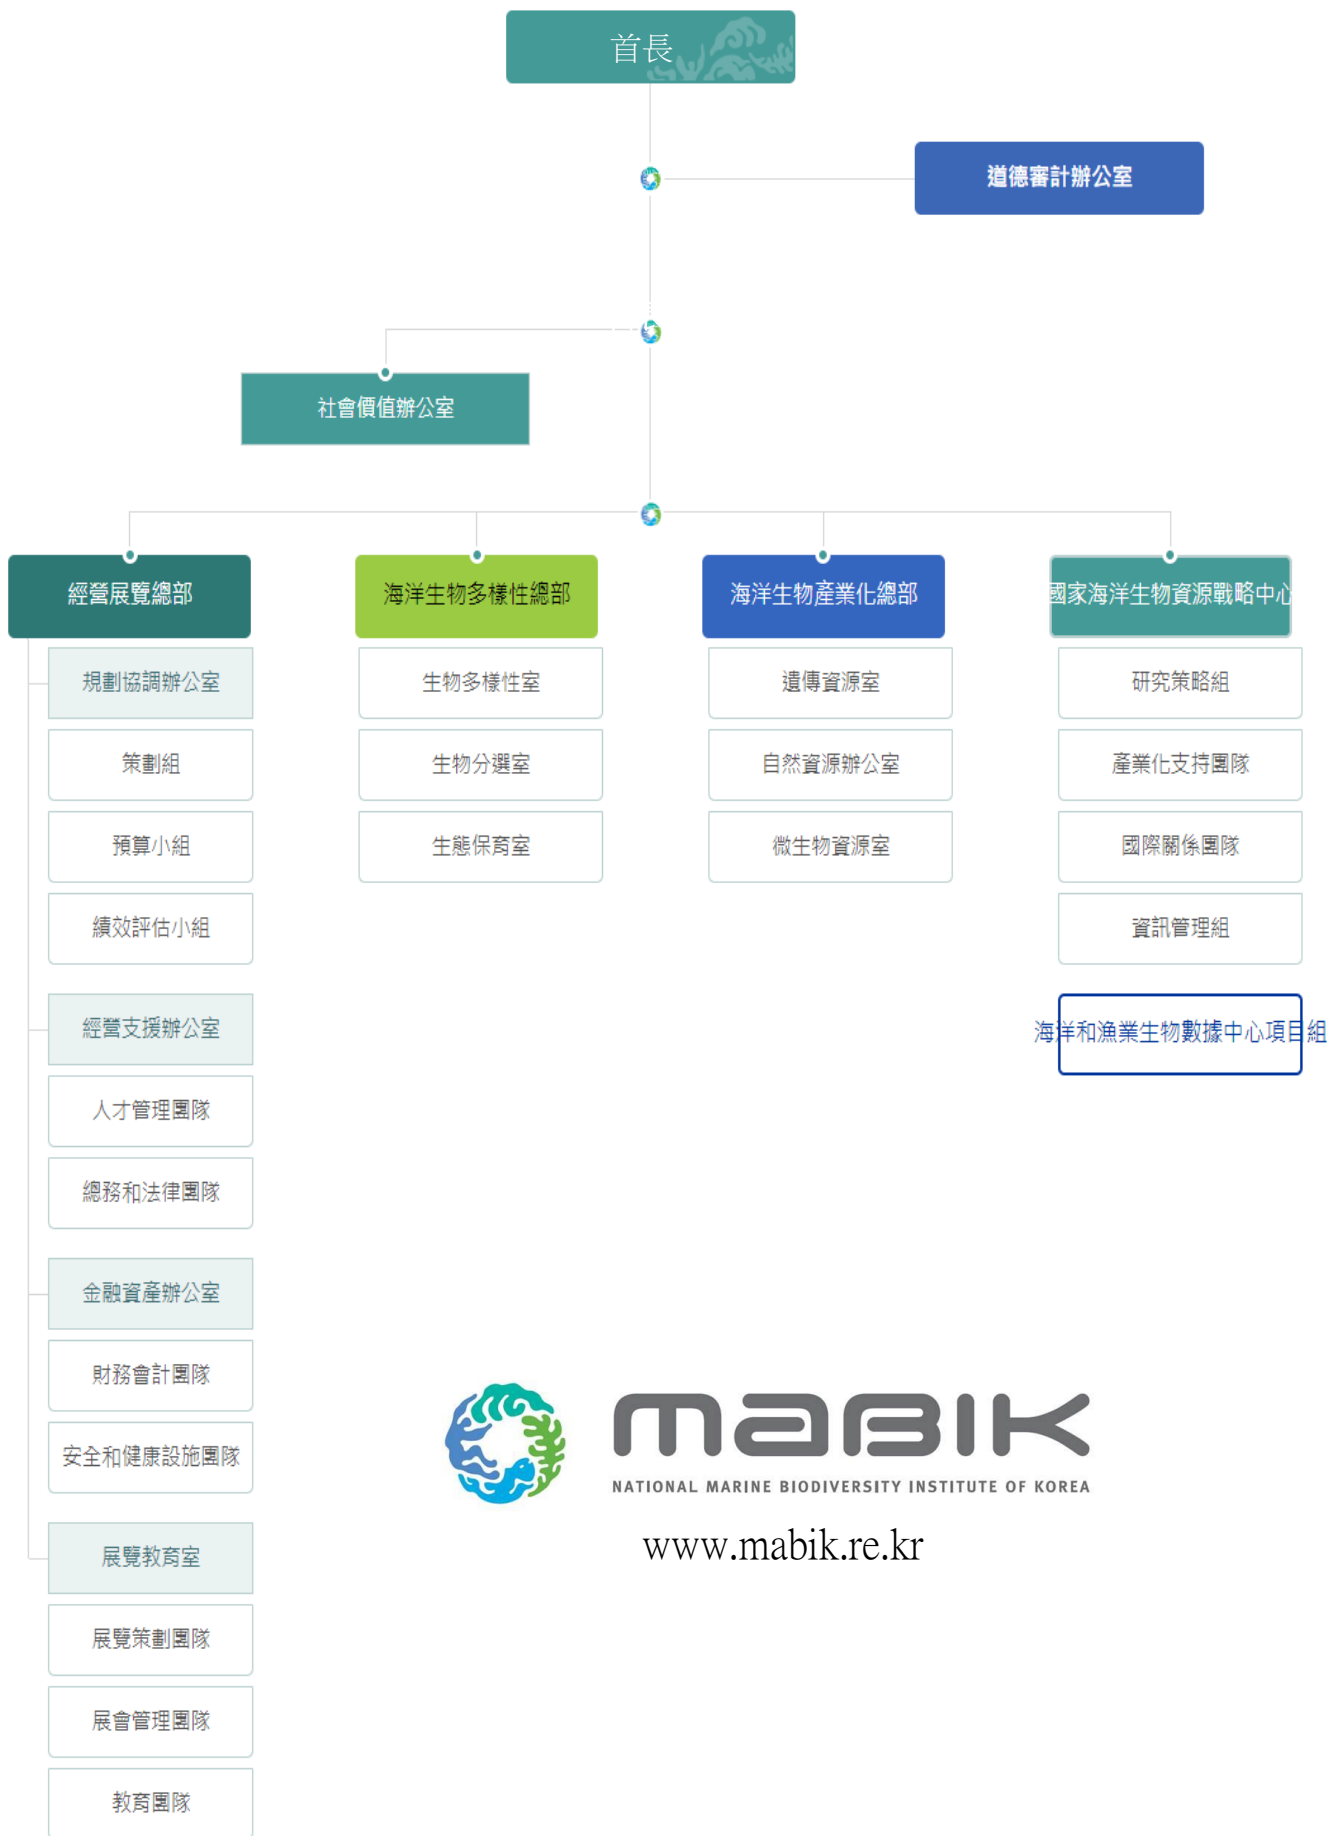 首長
道德審計辦公室
社會價值辦公室
經營展覽總部
規劃協調辦公室
策劃組
預算小組
績效評估小組
經營支援辦公室
人才管理團隊
總務和法律團隊
金融資產辦公室
財務會計團隊
安全和健康設施團隊
展覽教育室
展覽策劃團隊
展會管理團隊
教育團隊
海洋生物多樣性總部
生物多樣性室
生物分選室
生態保育室
海洋生物產業化總部
遺傳資源室
自然資源辦公室
微生物資源室
國家海洋生物資源戰略中心
研究策略組
產業化支持團隊
國際關係團隊
資訊管理組
海洋和漁業生物數據中心項目組
MABIK
NATIONAL MARINE BIODIVERSITY INSTITUTE OF KOREA
www.mabik.re.kr